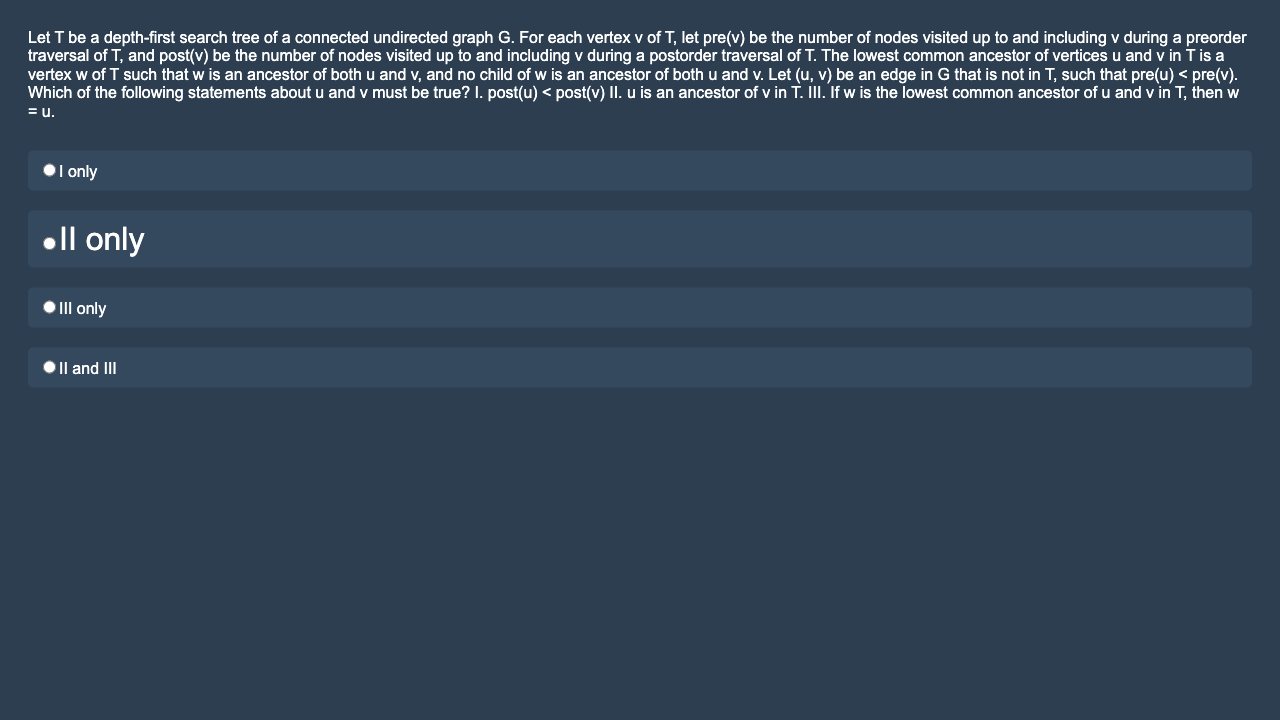 Let T be a depth-first search tree of a connected undirected graph G. For each vertex v of T, let pre(v) be the number of nodes visited up to and including v during a preorder
traversal of T, and post(v) be the number of nodes visited up to and including v during a postorder traversal of T. The lowest common ancestor of vertices u and v in T is a
vertex w of T such that w is an ancestor of both u and v, and no child of w is an ancestor of both u and v. Let (u, v) be an edge in G that is not in T, such that pre(u) < pre(v).
Which of the following statements about u and v must be true? I. post(u) < post(v) II. u is an ancestor of v in T. III. If w is the lowest common ancestor of u and v in T, then w
= u.
I only
II only
III only
II and III